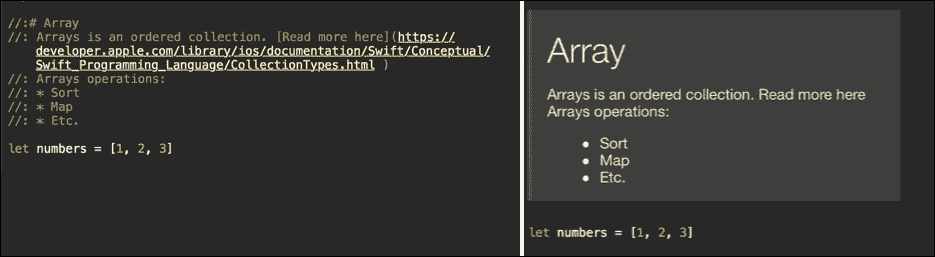 //:# Array
//: Arrays is an ordered collection. [Read more here](https://
developer.apple.com/library/ios/documentation/Swift/Conceptual/
Swift_Programming_Language/CollectionTypes.html )
//: Arrays operations:
//: * Sort
//: * Map
//: * Etc.
let numbers = [1, 2, 3]
Array
Arrays is an ordered collection. Read more here
Arrays operations:
• Sort
• Map
• Etc.
let numbers = [1, 2, 3]